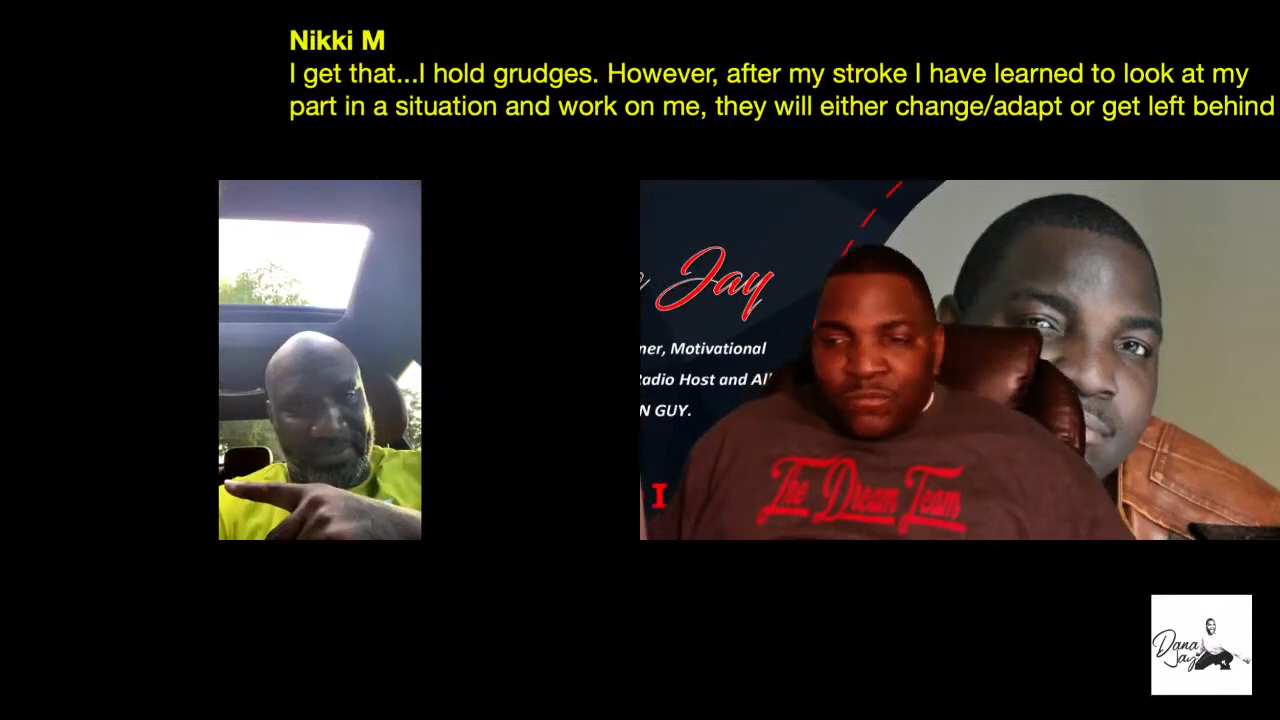 Nikki M
I get that...I hold grudges. However, after my stroke I have learned to look at my
part in a situation and work on me, they will either change/adapt or get left behind
Jay
Motivational
Radio Host and
N GUY.
I
The Dream Team
Dana
Jay